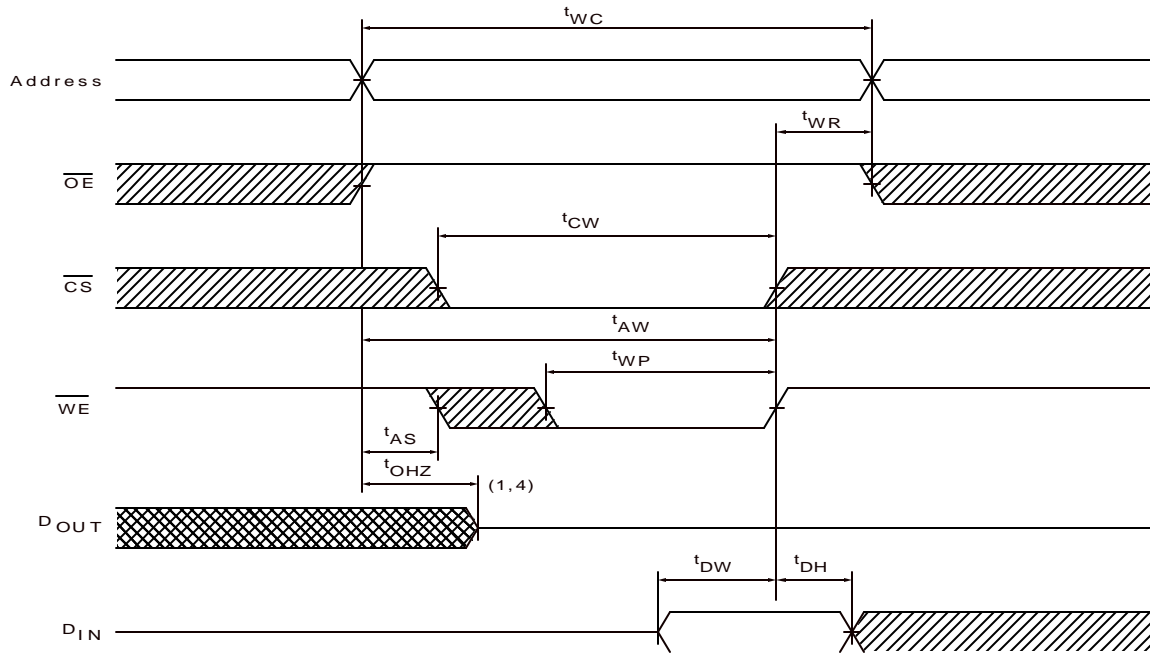 tWC
Address
tWR
OE
tCW
CS
tAW
tWP
WE
tAS
tOHZ
(1,4)
DOUT
tDW
tDH
DIN